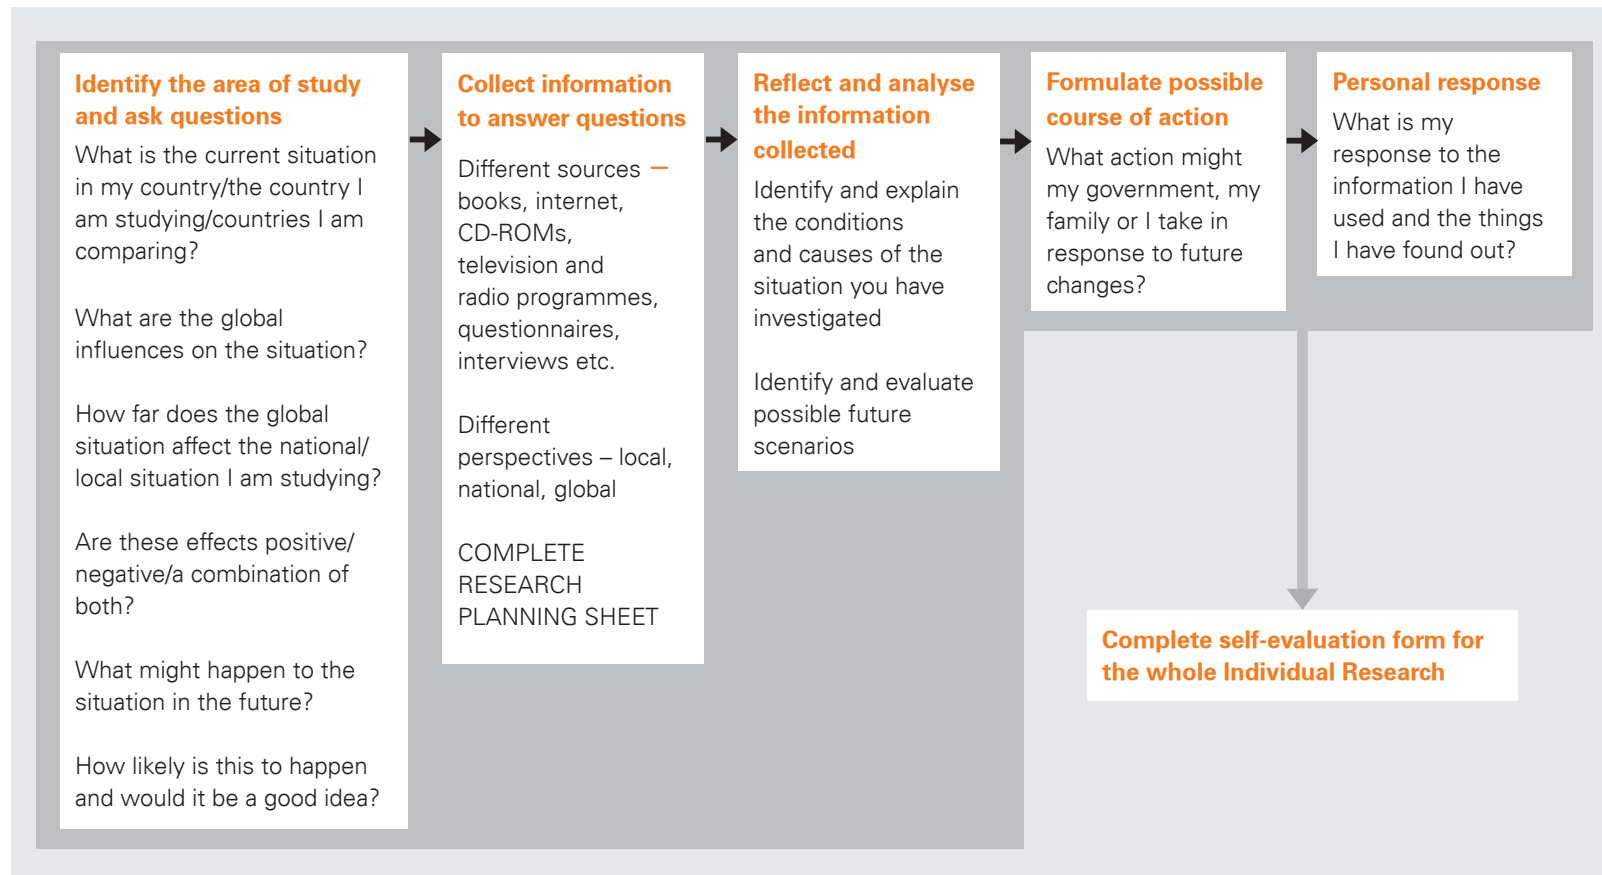 Identify the area of study
and ask questions
What is the current situation
in my country/the country I
am studying/countries I am
comparing?
What are the global
influences on the situation?
How far does the global
situation affect the national/
local situation I am studying?
Are these effects positive/
negative/a combination of
both?
What might happen to the
situation in the future?
How likely is this to happen
and would it be a good idea?
Collect information
to answer questions
Different sources —
books, internet,
CD-ROMs,
television and
radio programmes,
questionnaires,
interviews etc.
Different
perspectives – local,
national, global
COMPLETE
RESEARCH
PLANNING SHEET
Reflect and analyse
the information
collected
Identify and explain
the conditions
and causes of the
situation you have
investigated
Identify and evaluate
possible future
scenarios
Formulate possible
course of action
What action might
my government, my
family or I take in
response to future
changes?
Personal response
What is my
response to the
information I have
used and the things
I have found out?
Complete self-evaluation form for
the whole Individual Research